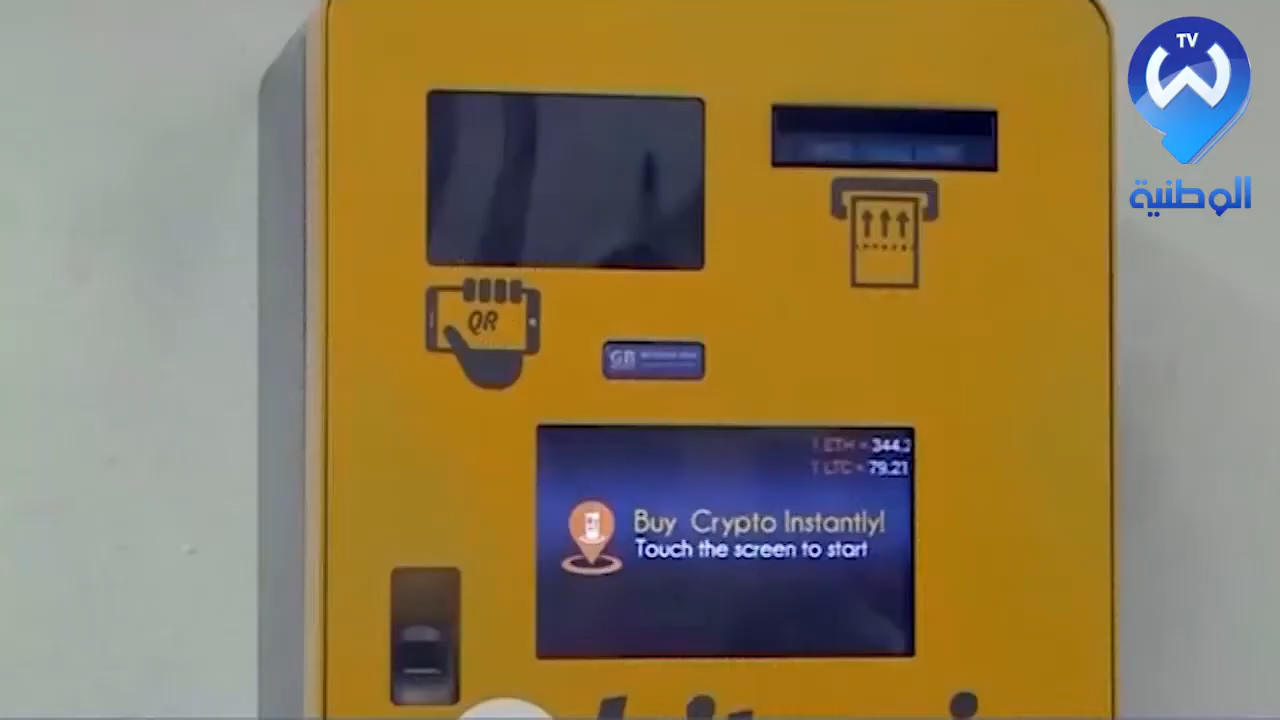 TV
W
الوطنية
QR
GB
1 ETH = 344.2
1 LTC = 79.21
Buy Crypto Instantly!
Touch the screen to start